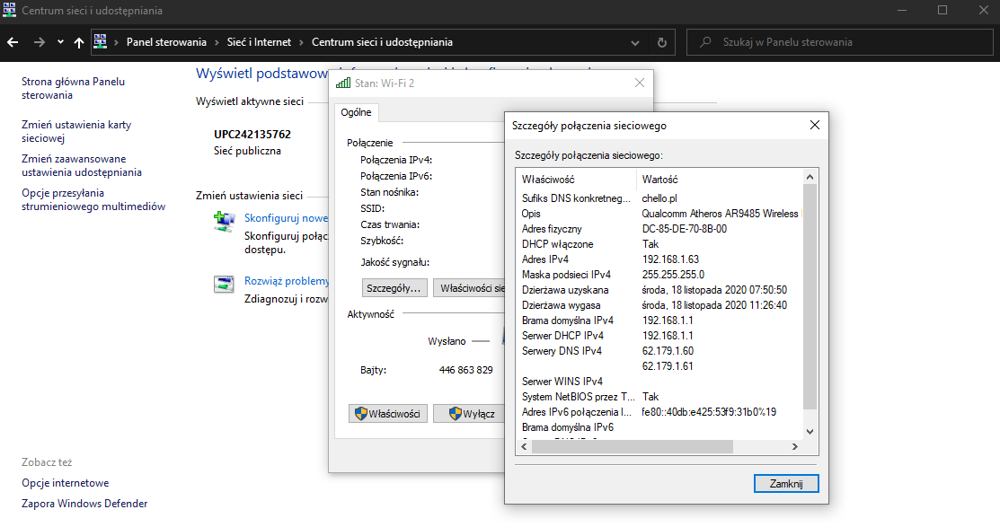 Centrum sieci i udostępniania
Panel sterowania › Sieć i Internet › Centrum sieci i udostępniania
Szukaj w Panelu sterowania
Strona główna Panelu
sterowania
Zmień ustawienia karty
sieciowej
Zmień zaawansowane
ustawienia udostępniania
Opcje przesyłania
strumieniowego multimediów
Zobacz też
Opcje internetowe
Zapora Windows Defender
Wyświetl podstawow
Wyświetl aktywne sieci
UPC242135762
Sieć publiczna
Zmień ustawienia sieci
Skonfiguruj nowe
Skonfiguruj połąc
dostępu.
Rozwiąż problemy
Zdiagnozuj i rozw
Stan: Wi-Fi 2
Ogólne
Połączenie
Połączenia IPv4:
Połączenia IPv6:
Stan nośnika:
SSID:
Czas trwania:
Szybkość:
Jakość sygnału:
Szczegóły... Właściwości sie
Aktywność
Wysłano
Bajty: 446 863 829
Właściwości Wyłącz
Szczegóły połączenia sieciowego
Szczegóły połączenia sieciowego:
Właściwość Wartość
Sufiks DNS konkretneg... chello.pl
Opis Qualcomm Atheros AR9485 Wireless
Adres fizyczny DC-85-DE-70-8B-00
DHCP włączone Tak
Adres IPv4 192.168.1.63
Maska podsieci IPv4 255.255.255.0
Dzierżawa uzyskana środa, 18 listopada 2020 07:50:50
Dzierżawa wygasa środa, 18 listopada 2020 11:26:40
Brama domyślna IPv4 192.168.1.1
Serwer DHCP IPv4 192.168.1.1
Serwery DNS IPv4 62.179.1.60
62.179.1.61
Serwer WINS IPv4
System NetBIOS przez T... Tak
Adres IPv6 połączenia l... fe80::40db:e425:53f9:31b0%19
Brama domyślna IPv6
Zamknij